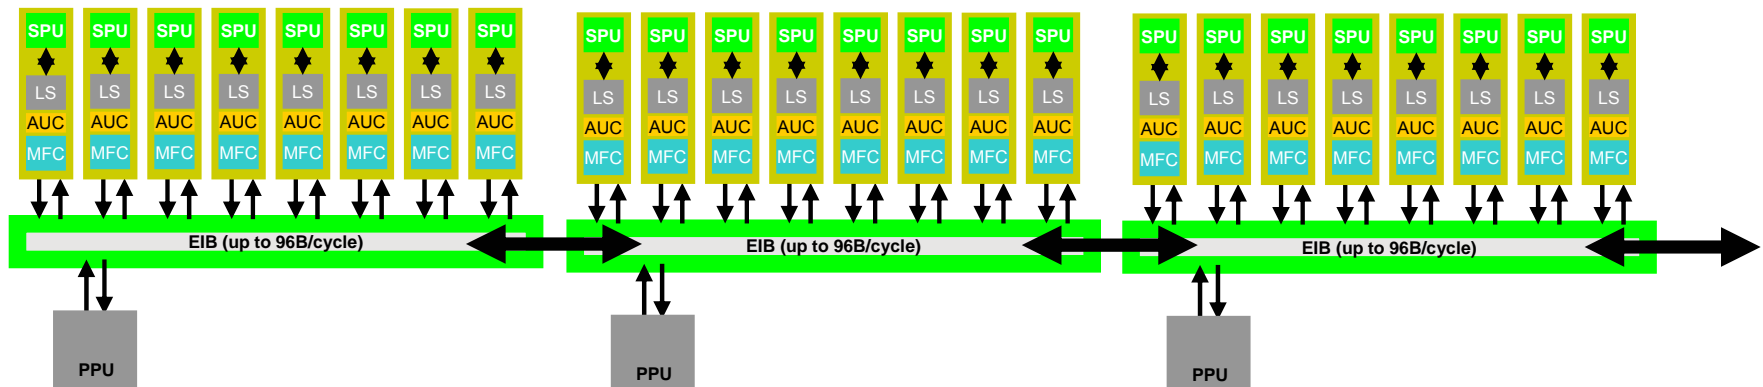 SPU SPU SPU SPU SPU SPU SPU SPU
LS LS LS LS LS LS LS LS
AUC AUC AUC AUC AUC AUC AUC AUC
MFC MFC MFC MFC MFC MFC MFC MFC
EIB (up to 96B/cycle)
PPU
SPU SPU SPU SPU SPU SPU SPU SPU
LS LS LS LS LS LS LS LS
AUC AUC AUC AUC AUC AUC AUC AUC
MFC MFC MFC MFC MFC MFC MFC MFC
EIB (up to 96B/cycle)
PPU
SPU SPU SPU SPU SPU SPU SPU SPU
LS LS LS LS LS LS LS LS
AUC AUC AUC AUC AUC AUC AUC AUC
MFC MFC MFC MFC MFC MFC MFC MFC
EIB (up to 96B/cycle)
PPU